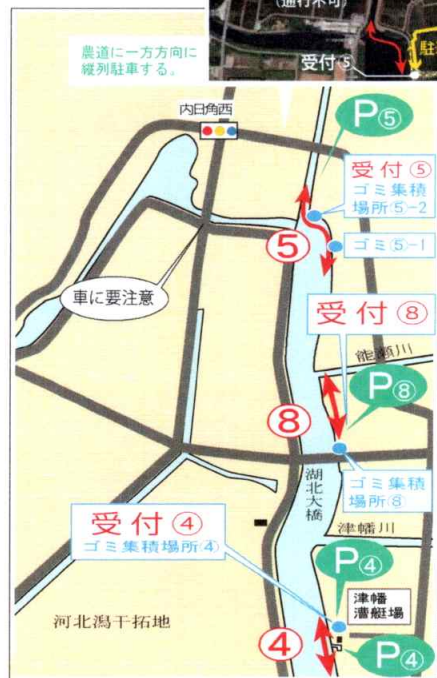 (通行不可)
受付⑤
駐
農道に一方方向に
縦列駐車する。
内日角西
P⑤
受付⑤
ゴミ集積
場所⑤-2
ゴミ⑤-1
⑤
車に要注意
受付⑧
能瀬川
P⑧
⑧
湖北大橋
ゴミ集積
場所⑧
受付④
ゴミ集積場所④
津幡川
P④
津幡
漕艇場
河北潟干拓地
④
P④